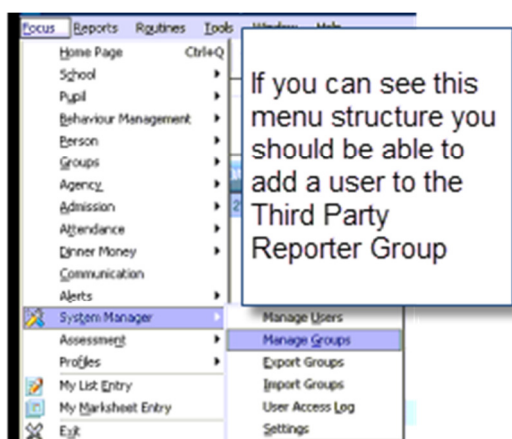 Focus Reports Routines Tools Window Help
Home Page Ctrl+Q
School
Pupil
Behaviour Management
Person
Groups
Agency
Admission
Attendance
Dinner Money
Communication
Alerts
System Manager
Assessment
Profiles
My List Entry
My Marksheet Entry
Exit
If you can see this
menu structure you
should be able to
add a user to the
Third Party
Reporter Group
Manage Users
Manage Groups
Export Groups
Import Groups
User Access Log
Settings